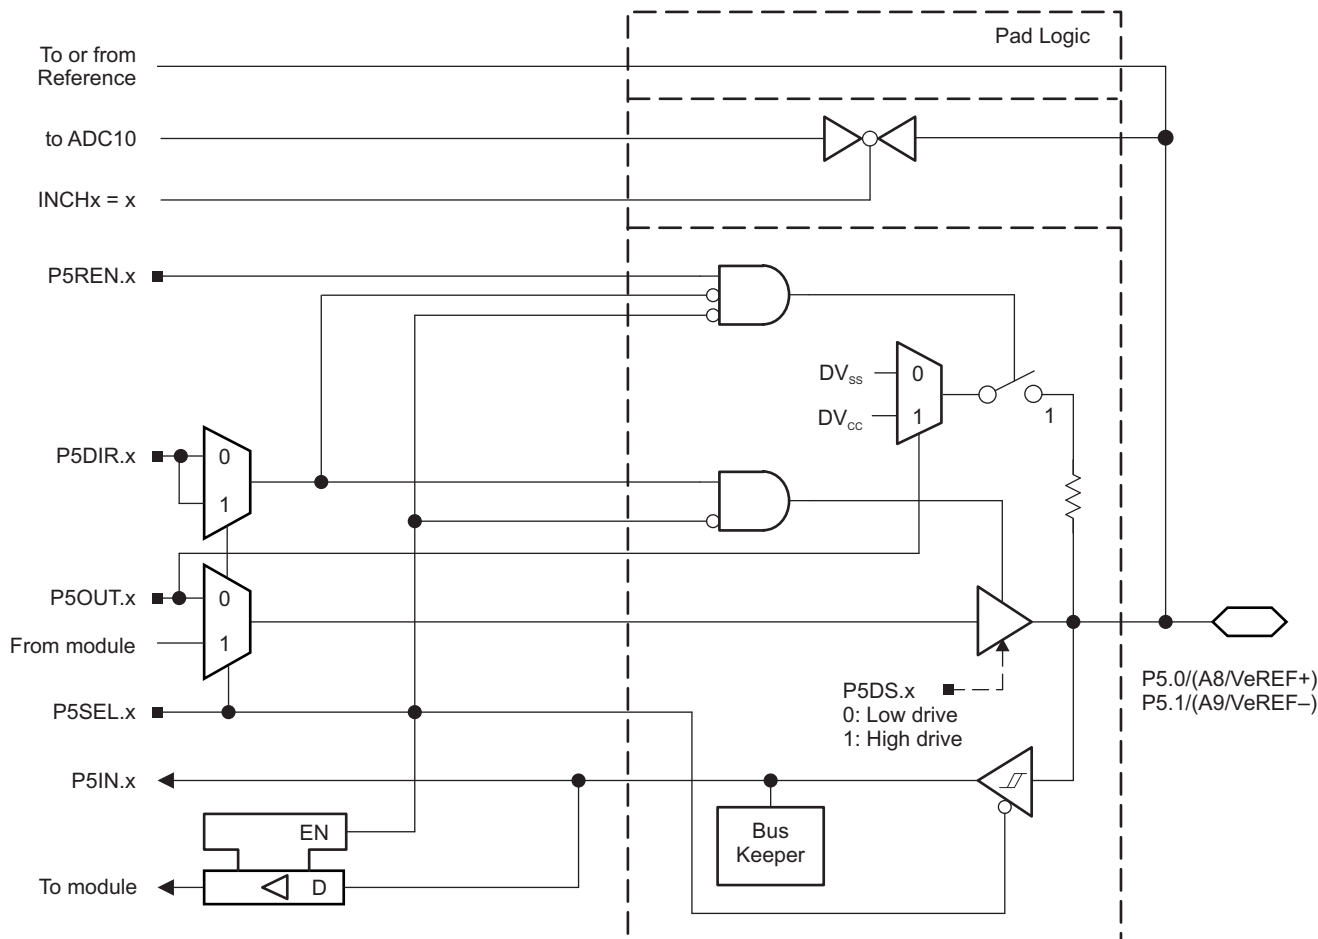 Pad Logic
To or from
Reference
to ADC10
INCHx = x
P5REN.x
DVSS
0
DVCC
1
1
P5DIR.x
0
1
P5OUT.x
0
From module
1
P5SEL.x
P5DS.x
0: Low drive
1: High drive
P5.0/(A8/VeREF+)
P5.1/(A9/VeREF–)
P5IN.x
EN
Bus
Keeper
To module
D